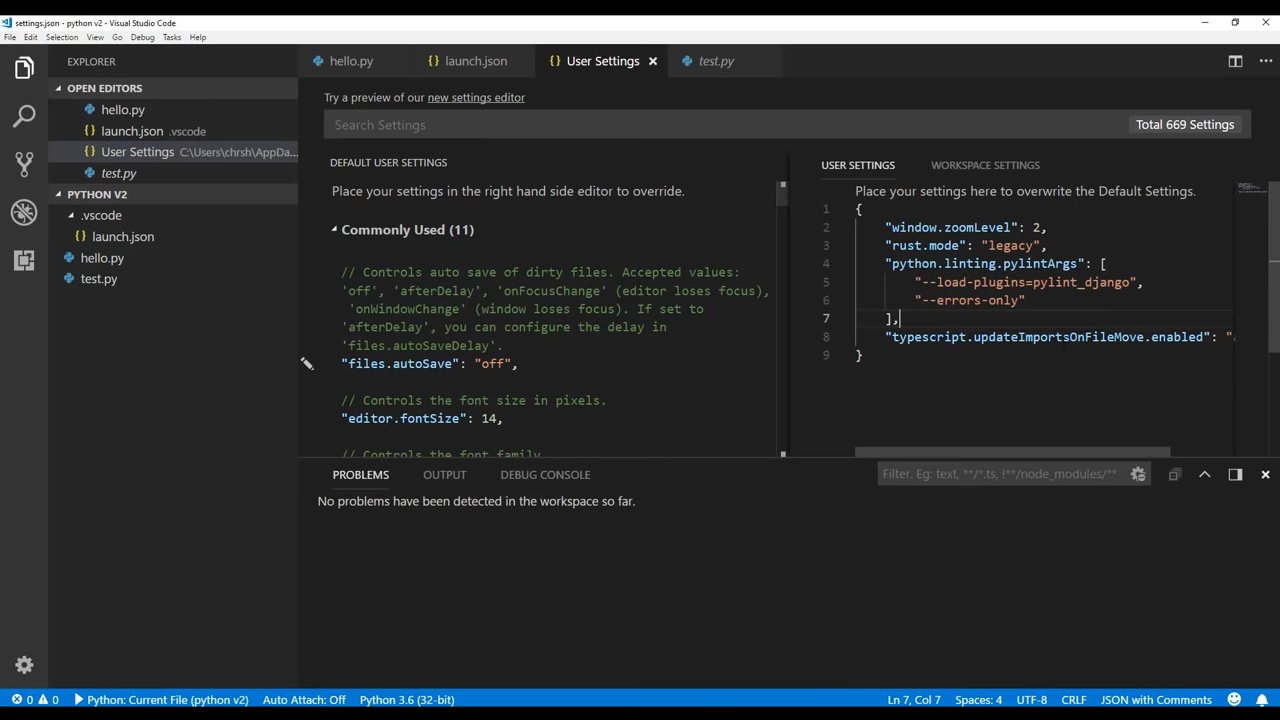 settings.json - python v2 - Visual Studio Code
File Edit Selection View Go Debug Tasks Help
EXPLORER
OPEN EDITORS
hello.py
launch.json .vscode
User Settings C:\Users\chrsh\AppDa...
test.py
PYTHON V2
.vscode
launch.json
hello.py
test.py
hello.py launch.json User Settings test.py
Try a preview of our new settings editor
Search Settings Total 669 Settings
DEFAULT USER SETTINGS
Place your settings in the right hand side editor to override.
Commonly Used (11)
// Controls auto save of dirty files. Accepted values:
'off', 'afterDelay', 'onFocusChange' (editor loses focus),
'onWindowChange' (window loses focus). If set to
'afterDelay', you can configure the delay in
'files.autoSaveDelay'.
"files.autoSave": "off",
// Controls the font size in pixels.
"editor.fontSize": 14,
// Controls the font family
USER SETTINGS WORKSPACE SETTINGS
Place your settings here to overwrite the Default Settings.
1 {
2 "window.zoomLevel": 2,
3 "rust.mode": "legacy",
4 "python.linting.pylintArgs": [
5 "--load-plugins=pylint_django",
6 "--errors-only"
7 ],
8 "typescript.updateImportsOnFileMove.enabled": "
9 }
PROBLEMS OUTPUT DEBUG CONSOLE Filter. Eg: text, **/*.ts, !**/node_modules/**
No problems have been detected in the workspace so far.
0 0 Python: Current File (python v2) Auto Attach: Off Python 3.6 (32-bit) Ln 7, Col 7 Spaces: 4 UTF-8 CRLF JSON with Comments